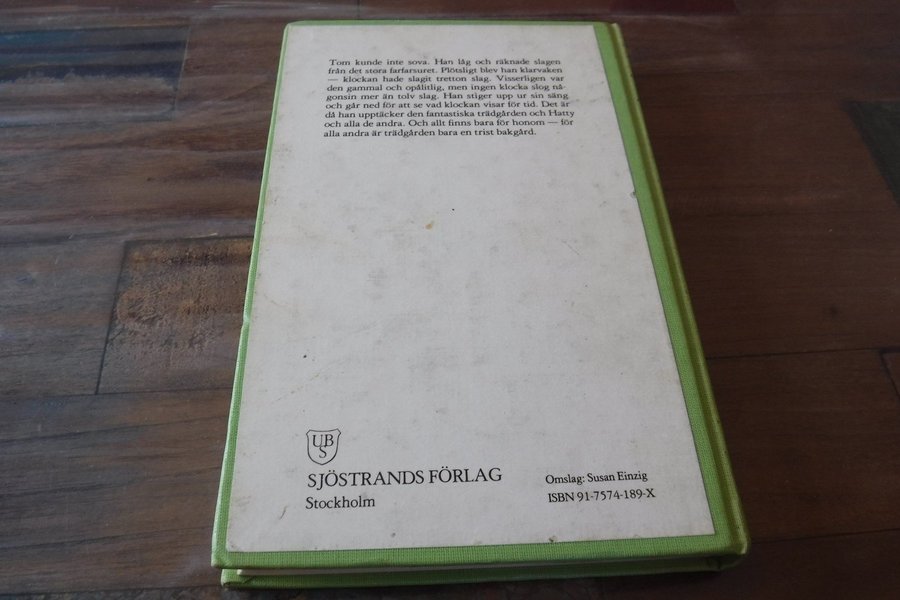 Tom kunde inte sova. Han låg och räknade slagen
från det stora farfarsuret. Plötsligt blev han klarvaken
— klockan hade slagit tretton slag. Visserligen var
den gammal och opålitlig, men ingen klocka slog nå-
gonsin mer än tolv slag. Han stiger upp ur sin säng
och går ned för att se vad klockan visar för tid. Det är
då han upptäcker den fantastiska trädgården och Hatty
och alla de andra. Och allt finns bara för honom — för
alla andra är trädgården bara en trist bakgård.
UB
S
SJÖSTRANDS FÖRLAG
Stockholm
Omslag: Susan Einzig
ISBN 91-7574-189-X